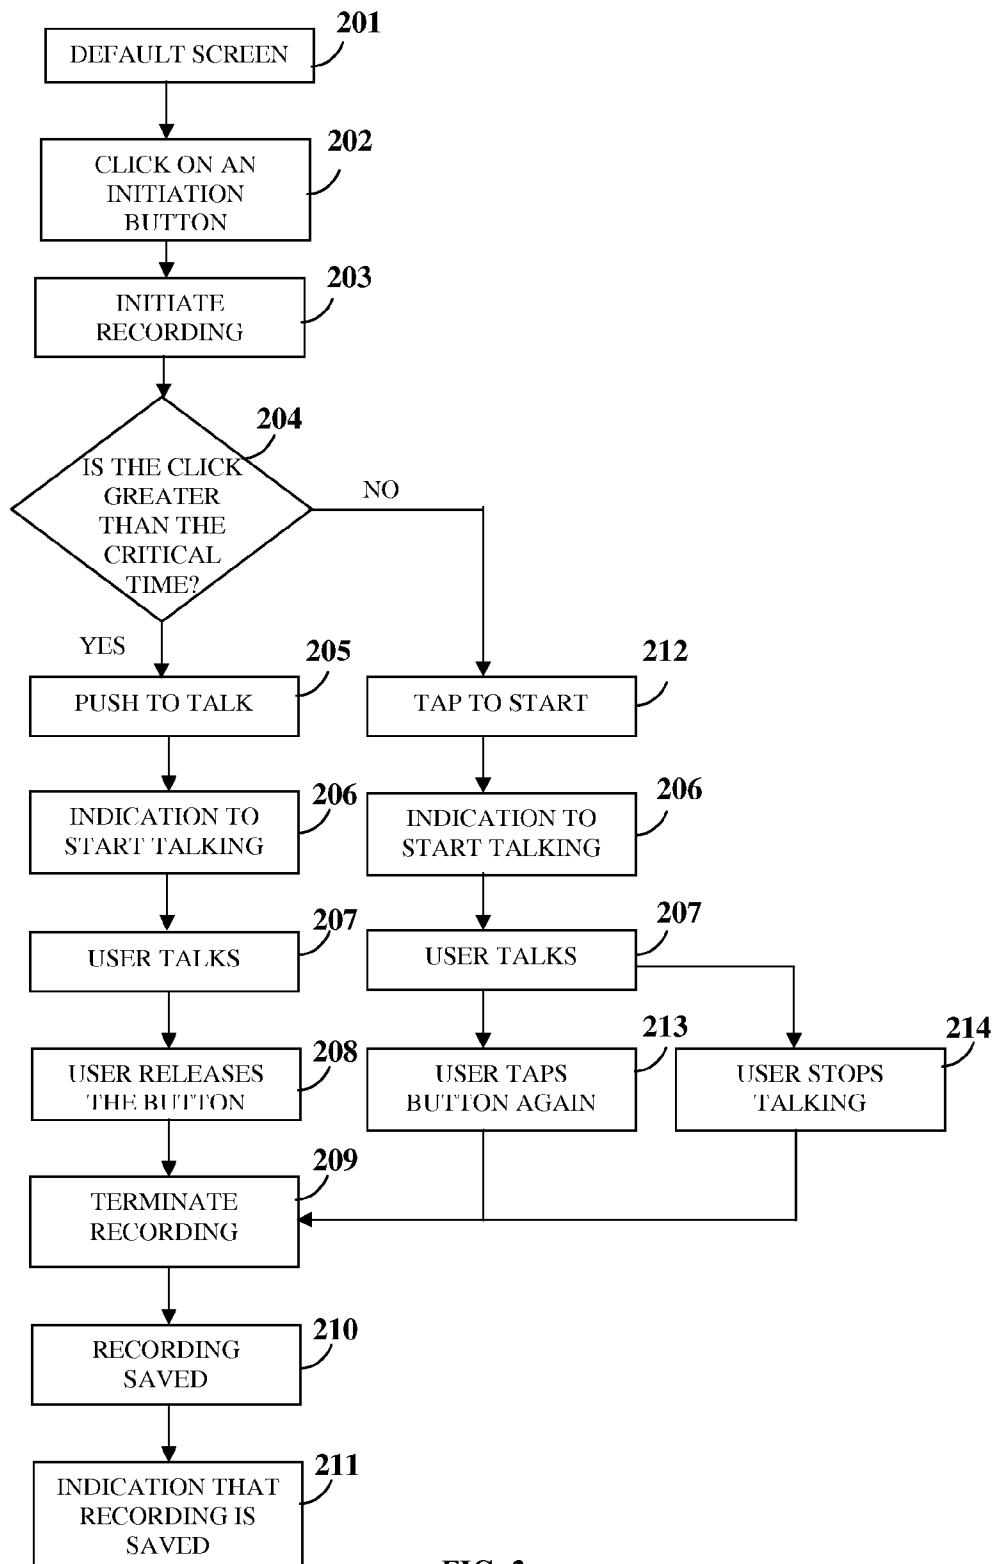 201
DEFAULT SCREEN
202
CLICK ON AN
INITIATION
BUTTON
203
INITIATE
RECORDING
204
IS THE CLICK
GREATER
THAN THE
CRITICAL
TIME?
NO
YES
205
PUSH TO TALK
212
TAP TO START
206
INDICATION TO
START TALKING
206
INDICATION TO
START TALKING
207
USER TALKS
207
USER TALKS
208
USER RELEASES
THE BUTTON
213
USER TAPS
BUTTON AGAIN
214
USER STOPS
TALKING
209
TERMINATE
RECORDING
210
RECORDING
SAVED
211
INDICATION THAT
RECORDING IS
SAVED